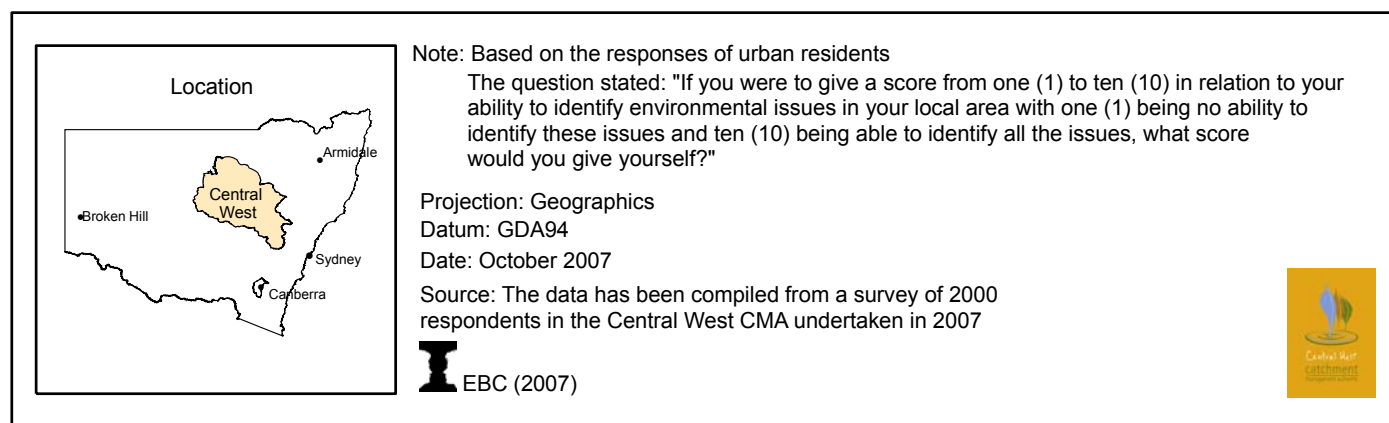 Location
Armidale
Central
West
Broken Hill
Sydney
Canberra
Note: Based on the responses of urban residents
The question stated: "If you were to give a score from one (1) to ten (10) in relation to your
ability to identify environmental issues in your local area with one (1) being no ability to
identify these issues and ten (10) being able to identify all the issues, what score
would you give yourself?"
Projection: Geographics
Datum: GDA94
Date: October 2007
Source: The data has been compiled from a survey of 2000
respondents in the Central West CMA undertaken in 2007
EBC (2007)
Central West
catchment
management authority